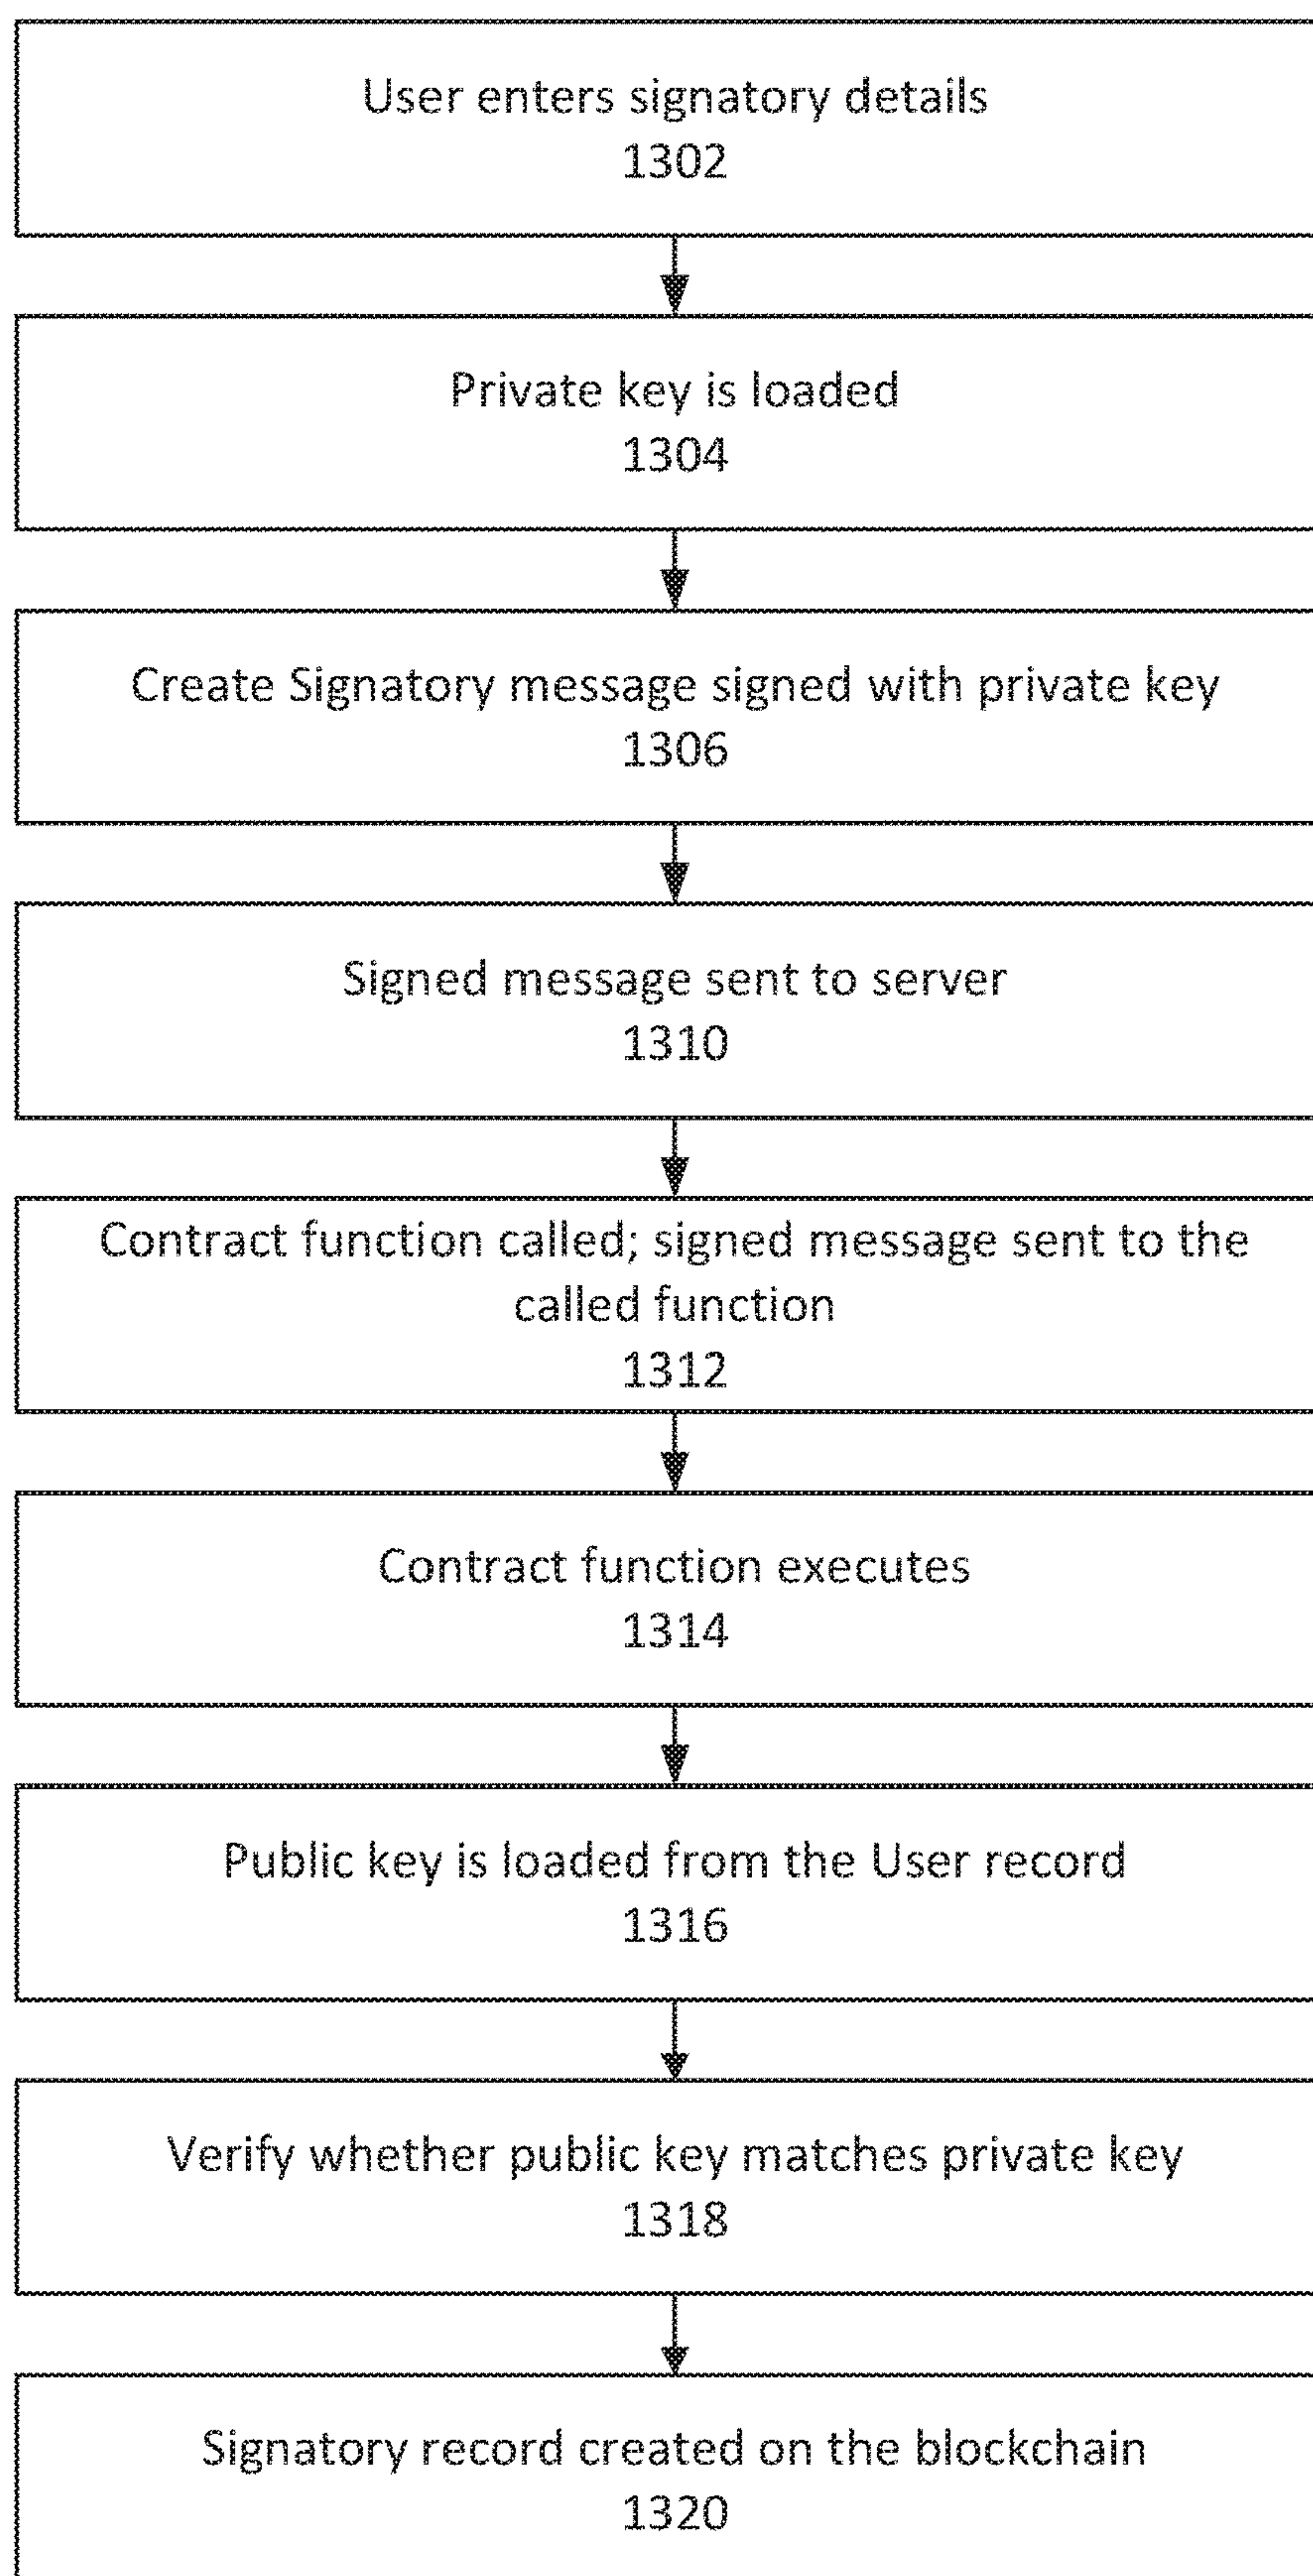 User enters signatory details
1302
Private key is loaded
1304
Create Signatory message signed with private key
1306
Signed message sent to server
1310
Contract function called; signed message sent to the
called function
1312
Contract function executes
1314
Public key is loaded from the User record
1316
Verify whether public key matches private key
1318
Signatory record created on the blockchain
1320